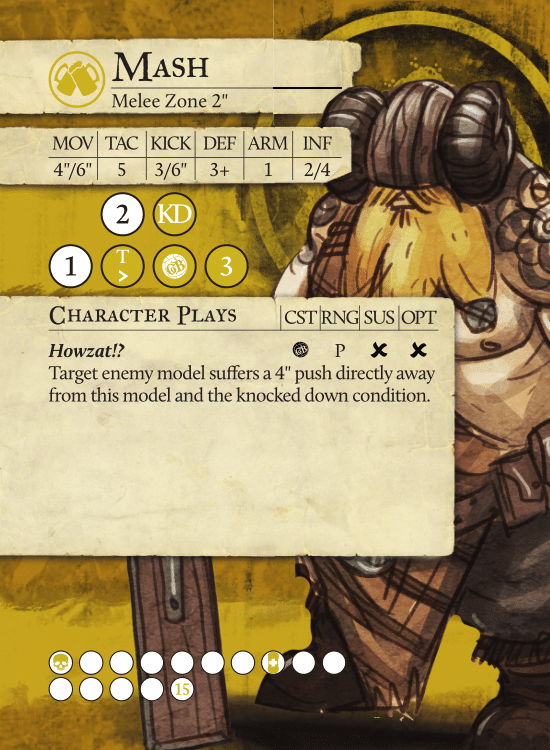 Mash
Melee Zone 2"
MOV TAC KICK DEF ARM INF
4"/6" 5 3/6" 3+ 1 2/4
2 KD
1 T > GB 3
Character Plays CST RNG SUS OPT
Howzat!? GB P ✖ ✖
Target enemy model suffers a 4" push directly away
from this model and the knocked down condition.
15